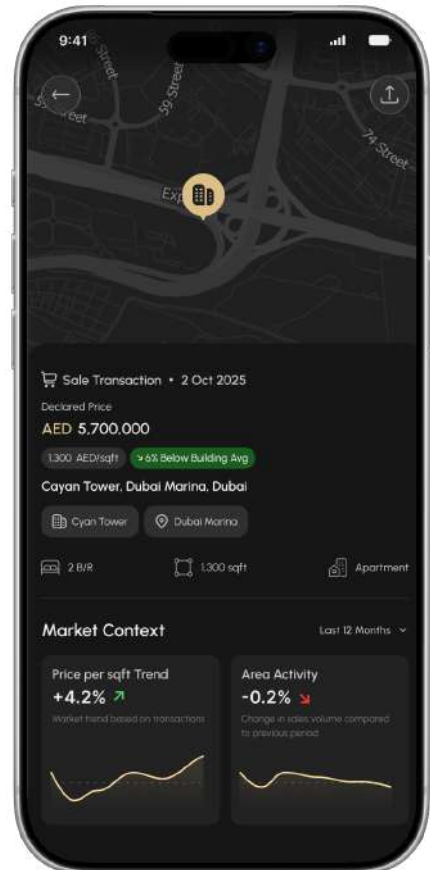 9:41
59 Street
74 Street
Sale Transaction • 2 Oct 2025
Declared Price
AED 5,700,000
1,300 AED/sqft
6% Below Building Avg
Cayan Tower, Dubai Marina, Dubai
Cyan Tower
Dubai Marina
2 B/R
1,300 sqft
Apartment
Market Context
Last 12 Months
Price per sqft Trend
+4.2%
Market trend based on transactions
Area Activity
-0.2%
Change in sales volume compared
to previous period